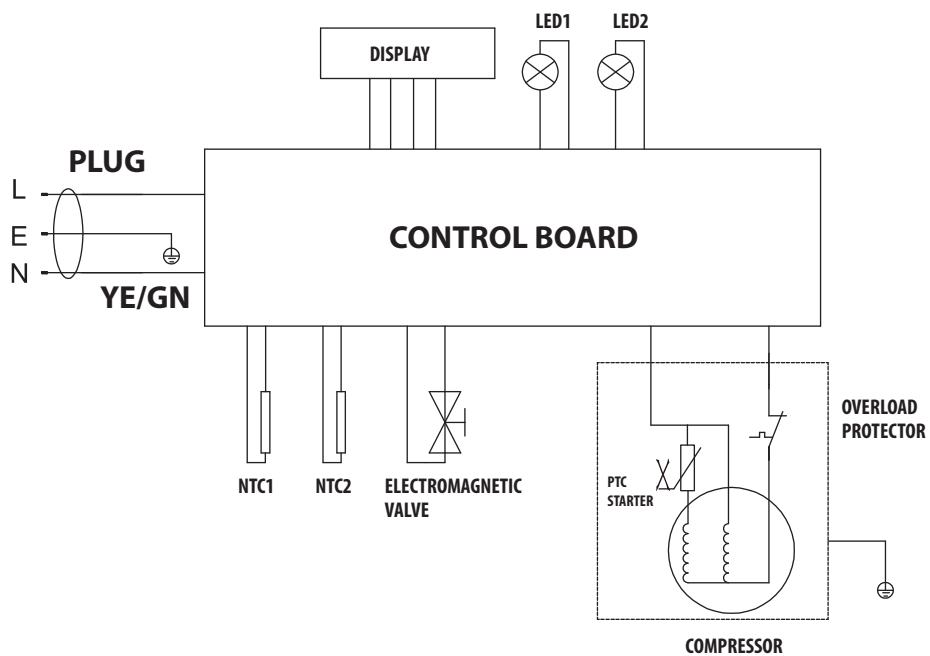 LED1
LED2
DISPLAY
PLUG
L
E
N
CONTROL BOARD
YE/GN
OVERLOAD
PROTECTOR
NTC1
NTC2
ELECTROMAGNETIC
VALVE
PTC
STARTER
COMPRESSOR